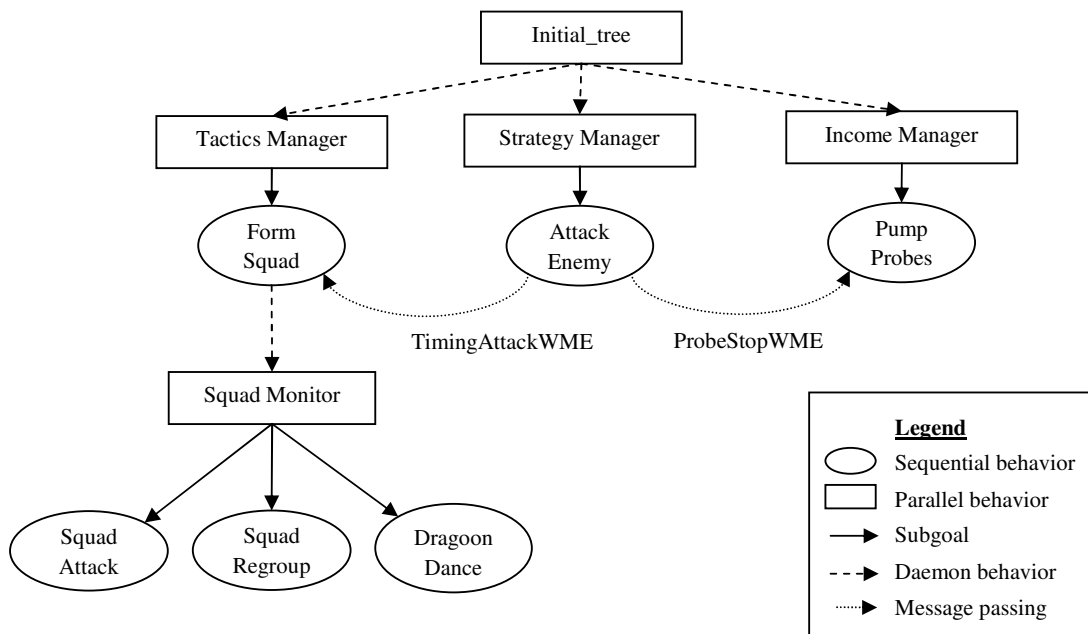 Initial_tree
Tactics Manager
Strategy Manager
Income Manager
Form
Squad
Attack
Enemy
Pump
Probes
TimingAttackWME
ProbeStopWME
Squad Monitor
Squad
Attack
Squad
Regroup
Dragoon
Dance
Legend
Sequential behavior
Parallel behavior
Subgoal
Daemon behavior
Message passing